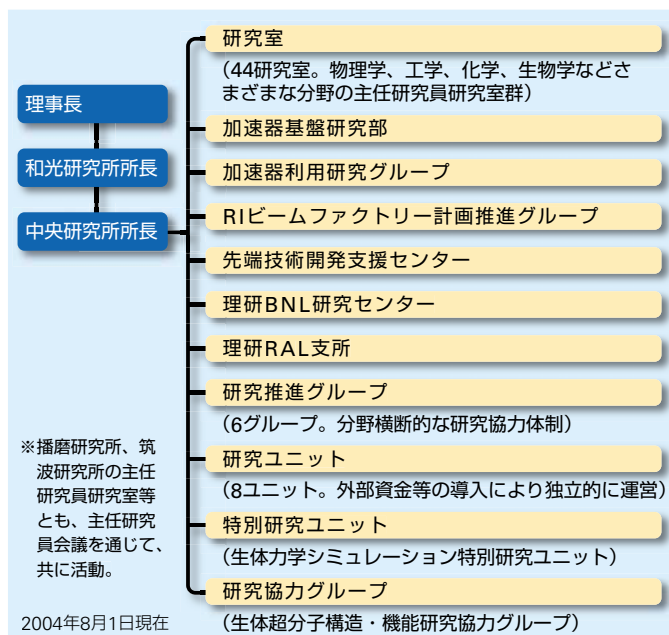 理事長
和光研究所所長
中央研究所所長
研究室
（44研究室。物理学、工学、化学、生物学などさ
まざまな分野の主任研究員研究室群）
加速器基盤研究部
加速器利用研究グループ
RIビームファクトリー計画推進グループ
先端技術開発支援センター
理研BNL研究センター
理研RAL支所
研究推進グループ
（6グループ。分野横断的な研究協力体制）
研究ユニット
（8ユニット。外部資金等の導入により独立的に運営）
特別研究ユニット
（生体力学シミュレーション特別研究ユニット）
研究協力グループ
（生体超分子構造・機能研究協力グループ）
※播磨研究所、筑
波研究所の主任
研究員研究室等
とも、主任研究
員会議を通じて、
共に活動。
2004年8月1日現在